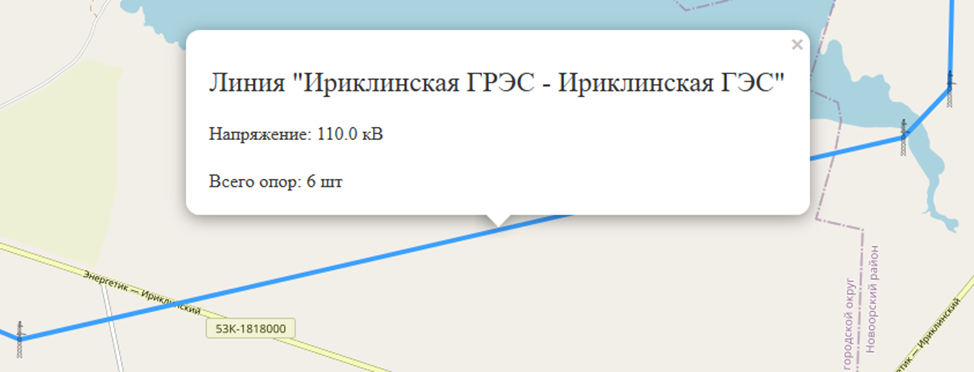 ×
Линия "Ириклинская ГРЭС - Ириклинская ГЭС"
Напряжение: 110.0 кВ
Всего опор: 6 шт
Энергетик — Ириклинский
53К-1818000
городской округ
Новоорский район
гетик — Ириклинский